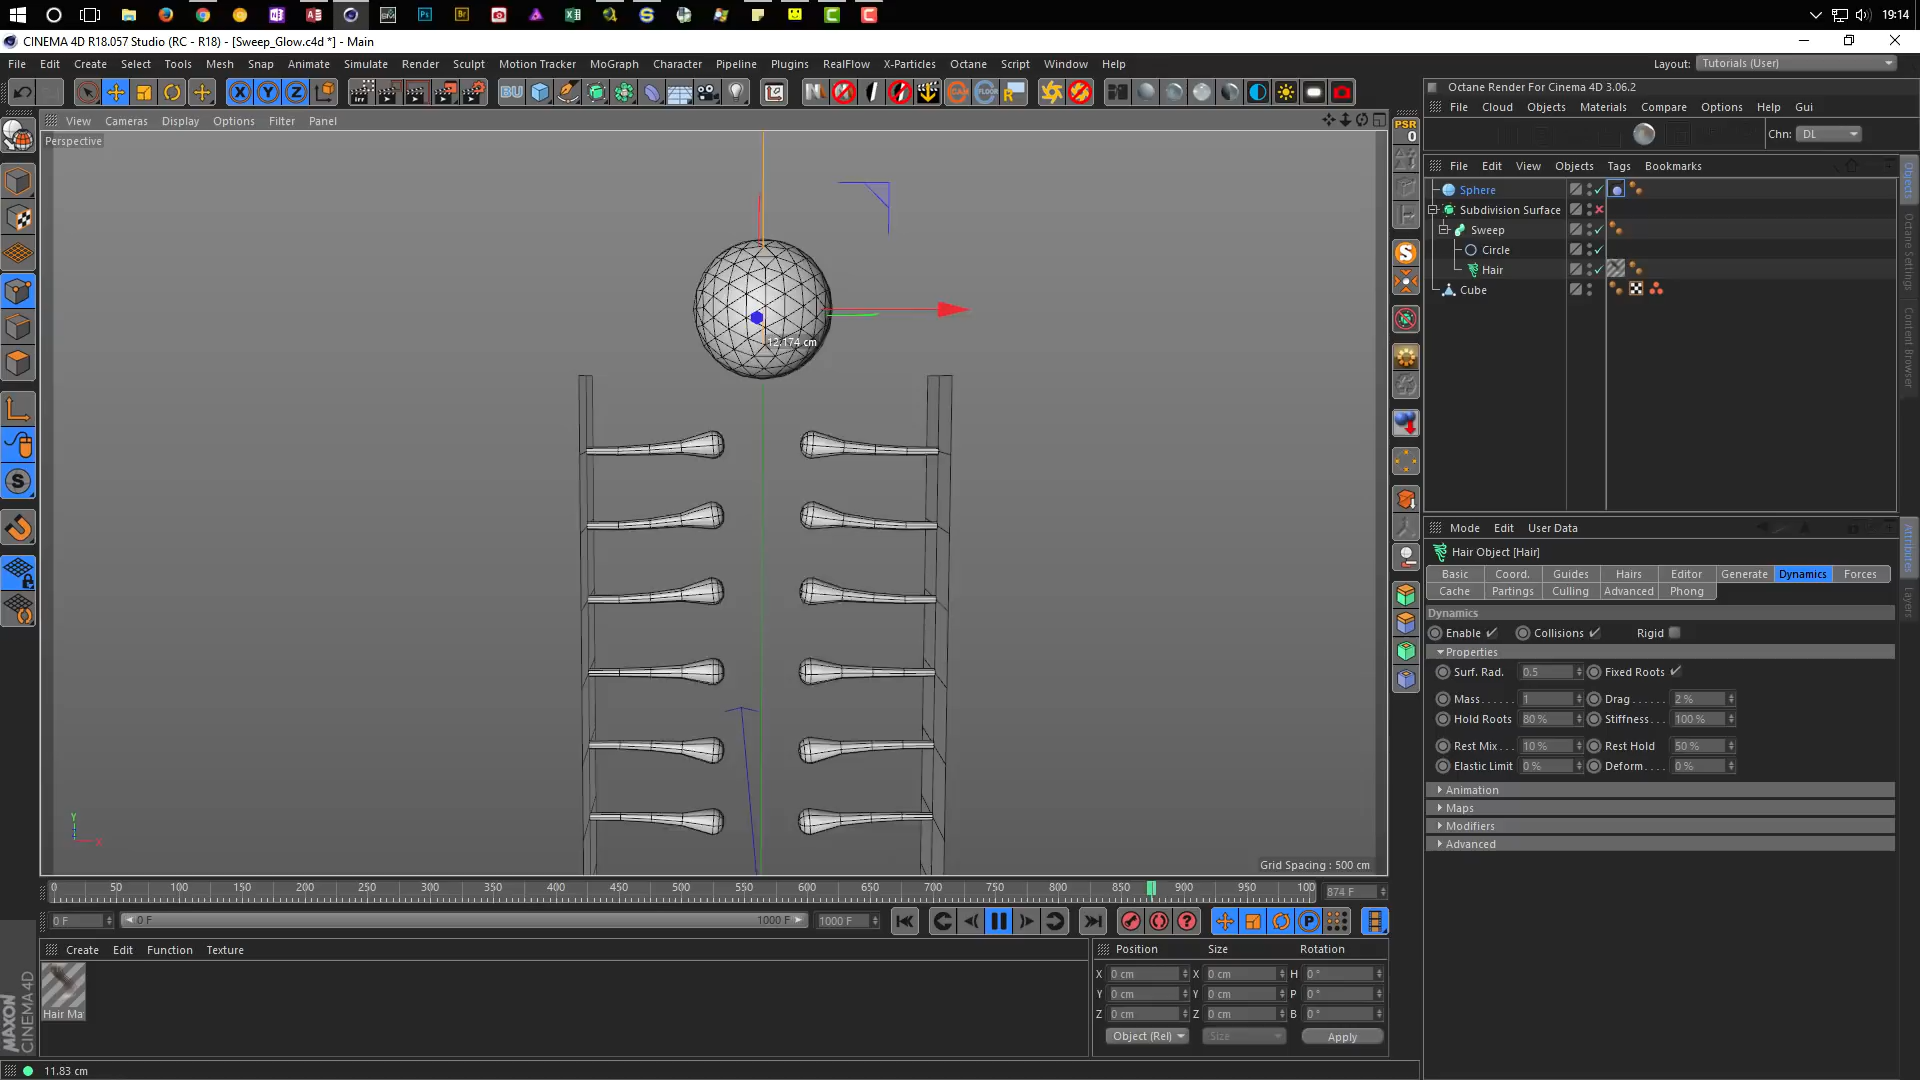 19:14
CINEMA 4D R18.057 Studio (RC - R18) - [Sweep_Glow.c4d *] - Main
File Edit Create Select Tools Mesh Snap Animate Simulate Render Sculpt Motion Tracker MoGraph Character Pipeline Plugins RealFlow X-Particles Octane Script Window Help
Layout: Tutorials (User)
Octane Render For Cinema 4D 3.06.2
File Cloud Objects Materials Compare Options Help Gui
Chn: DL
View Cameras Display Options Filter Panel
Perspective
PSR
0
File Edit View Objects Tags Bookmarks
Sphere
Subdivision Surface
Sweep
Circle
Hair
Cube
Objects
Octane Settings
Content Browser
12.174 cm
Y
X
Grid Spacing : 500 cm
Mode Edit User Data
Hair Object [Hair]
Basic Coord. Guides Hairs Editor Generate Dynamics Forces
Cache Partings Culling Advanced Phong
Dynamics
Enable Collisions Rigid
Properties
Surf. Rad. 0.5 Fixed Roots
Mass 1 Drag 2 %
Hold Roots 80 % Stiffness 100 %
Rest Mix 10 % Rest Hold 50 %
Elastic Limit 0 % Deform 0 %
Animation
Maps
Modifiers
Advanced
Attributes
Layers
0 50 100 150 200 250 300 350 400 450 500 550 600 650 700 750 800 850 900 950 100 874 F
0 F 0 F 1000 F 1000 F
Create Edit Function Texture
Hair Ma
Position Size Rotation
X 0 cm X 0 cm H 0 °
Y 0 cm Y 0 cm P 0 °
Z 0 cm Z 0 cm B 0 °
Object (Rel) Size Apply
MAXON
CINEMA 4D
11.83 cm